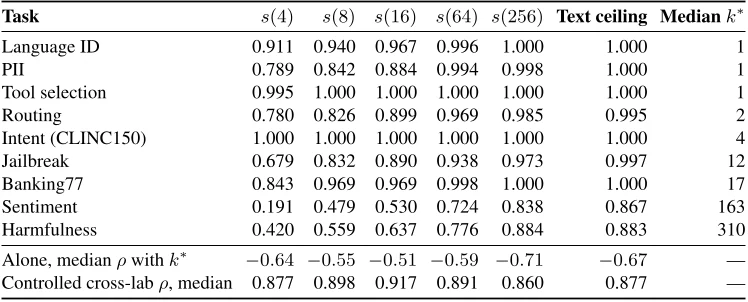 Task s(4) s(8) s(16) s(64) s(256) Text ceiling Median k*
Language ID 0.911 0.940 0.967 0.996 1.000 1.000 1
PII 0.789 0.842 0.884 0.994 0.998 1.000 1
Tool selection 0.995 1.000 1.000 1.000 1.000 1.000 1
Routing 0.780 0.826 0.899 0.969 0.985 0.995 2
Intent (CLINC150) 1.000 1.000 1.000 1.000 1.000 1.000 4
Jailbreak 0.679 0.832 0.890 0.938 0.973 0.997 12
Banking77 0.843 0.969 0.969 0.998 1.000 1.000 17
Sentiment 0.191 0.479 0.530 0.724 0.838 0.867 163
Harmfulness 0.420 0.559 0.637 0.776 0.884 0.883 310
Alone, median ρ with k* −0.64 −0.55 −0.51 −0.59 −0.71 −0.67 —
Controlled cross-lab ρ, median 0.877 0.898 0.917 0.891 0.860 0.877 —